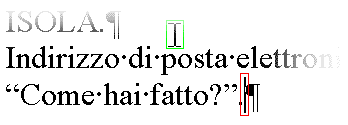 ISOLA.¶
Indirizzo·di·posta·elettroni
“Come·hai·fatto?”.¶